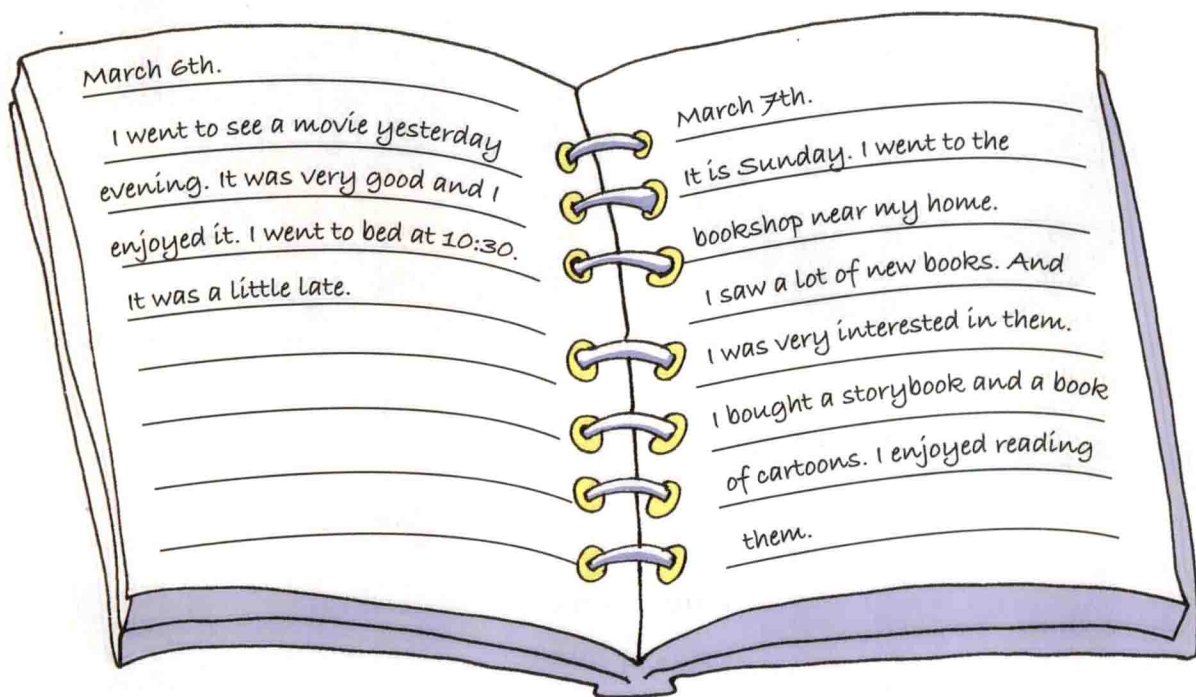 March 6th.
I went to see a movie yesterday
evening. It was very good and I
enjoyed it. I went to bed at 10:30.
It was a little late.
March 7th.
It is Sunday. I went to the
bookshop near my home.
I saw a lot of new books. And
I was very interested in them.
I bought a storybook and a book
of cartoons. I enjoyed reading
them.